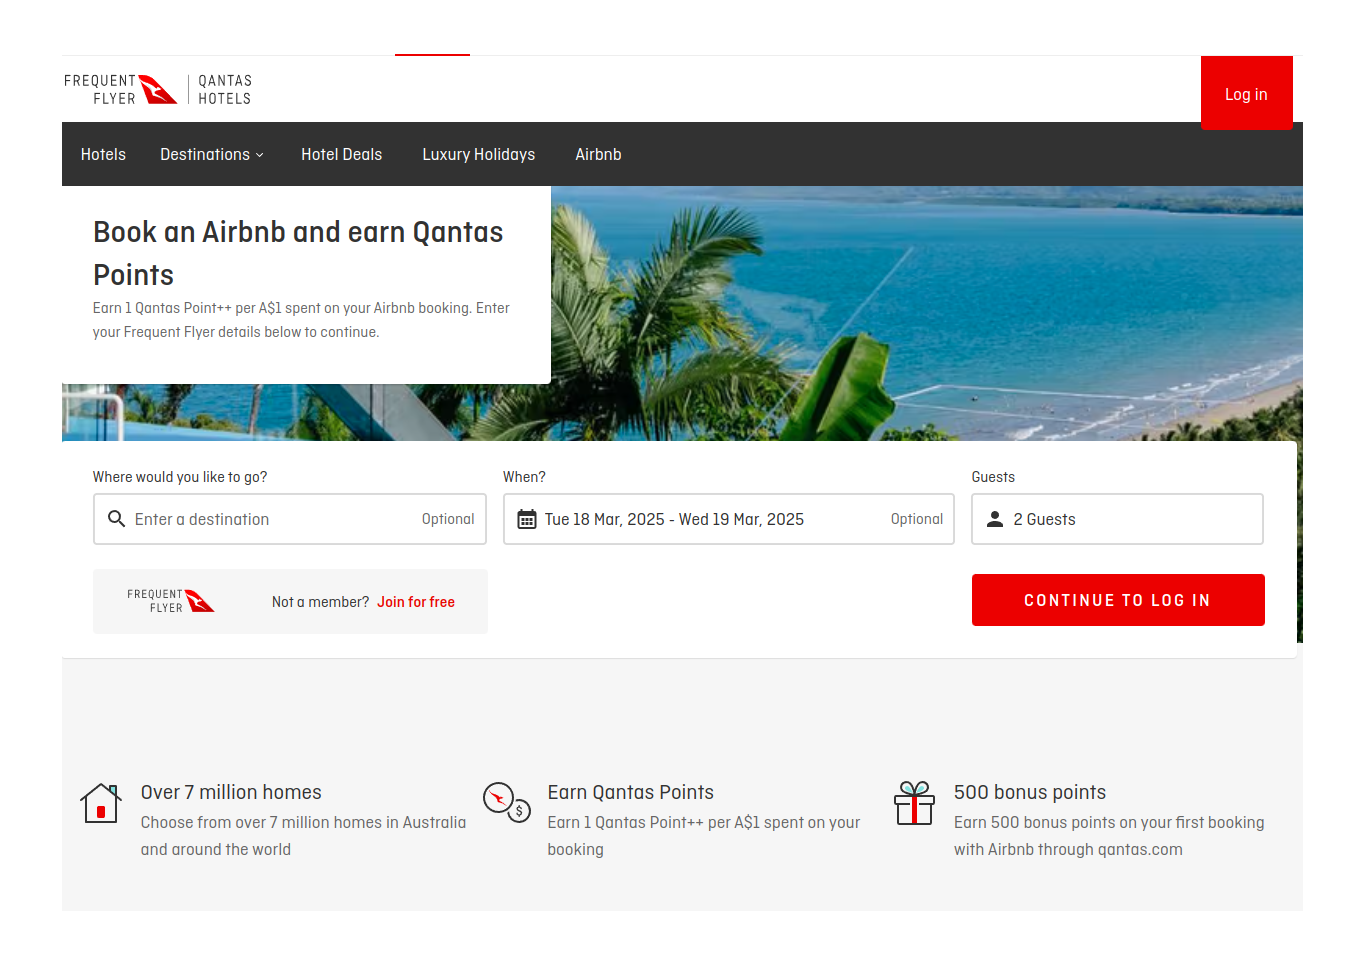 FREQUENT FLYER
QANTAS HOTELS
Log in
Hotels
Destinations
Hotel Deals
Luxury Holidays
Airbnb
Book an Airbnb and earn Qantas
Points
Earn 1 Qantas Point++ per A$1 spent on your Airbnb booking. Enter
your Frequent Flyer details below to continue.
Where would you like to go?
Enter a destination
Optional
When?
Tue 18 Mar, 2025 - Wed 19 Mar, 2025
Optional
Guests
2 Guests
FREQUENT FLYER
Not a member? Join for free
CONTINUE TO LOG IN
Over 7 million homes
Choose from over 7 million homes in Australia
and around the world
$
Earn Qantas Points
Earn 1 Qantas Point++ per A$1 spent on your
booking
500 bonus points
Earn 500 bonus points on your first booking
with Airbnb through qantas.com